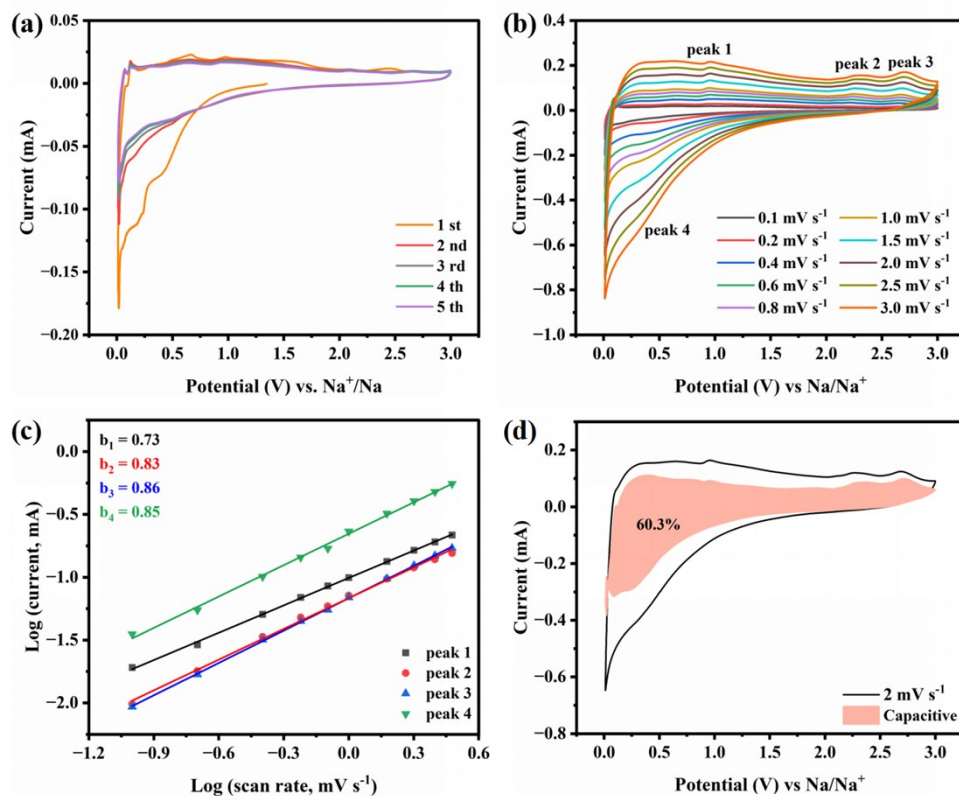 (a)
0.05
0.00
−0.05
−0.10
−0.15
−0.20
Current (mA)
1 st
2 nd
3 rd
4 th
5 th
0.0 0.5 1.0 1.5 2.0 2.5 3.0
Potential (V) vs. Na⁺/Na
(b)
0.4
0.2
0.0
−0.2
−0.4
−0.6
−0.8
−1.0
Current (mA)
peak 1
peak 2 peak 3
peak 4
0.1 mV s⁻¹ 1.0 mV s⁻¹
0.2 mV s⁻¹ 1.5 mV s⁻¹
0.4 mV s⁻¹ 2.0 mV s⁻¹
0.6 mV s⁻¹ 2.5 mV s⁻¹
0.8 mV s⁻¹ 3.0 mV s⁻¹
0.0 0.5 1.0 1.5 2.0 2.5 3.0
Potential (V) vs Na/Na⁺
(c)
b₁ = 0.73
b₂ = 0.83
b₃ = 0.86
b₄ = 0.85
0.0
−0.5
−1.0
−1.5
−2.0
Log (current, mA)
peak 1
peak 2
peak 3
peak 4
−1.2 −0.9 −0.6 −0.3 0.0 0.3 0.6
Log (scan rate, mV s⁻¹)
(d)
0.2
0.0
−0.2
−0.4
−0.6
−0.8
Current (mA)
60.3%
2 mV s⁻¹
Capacitive
0.0 0.5 1.0 1.5 2.0 2.5 3.0
Potential (V) vs Na/Na⁺